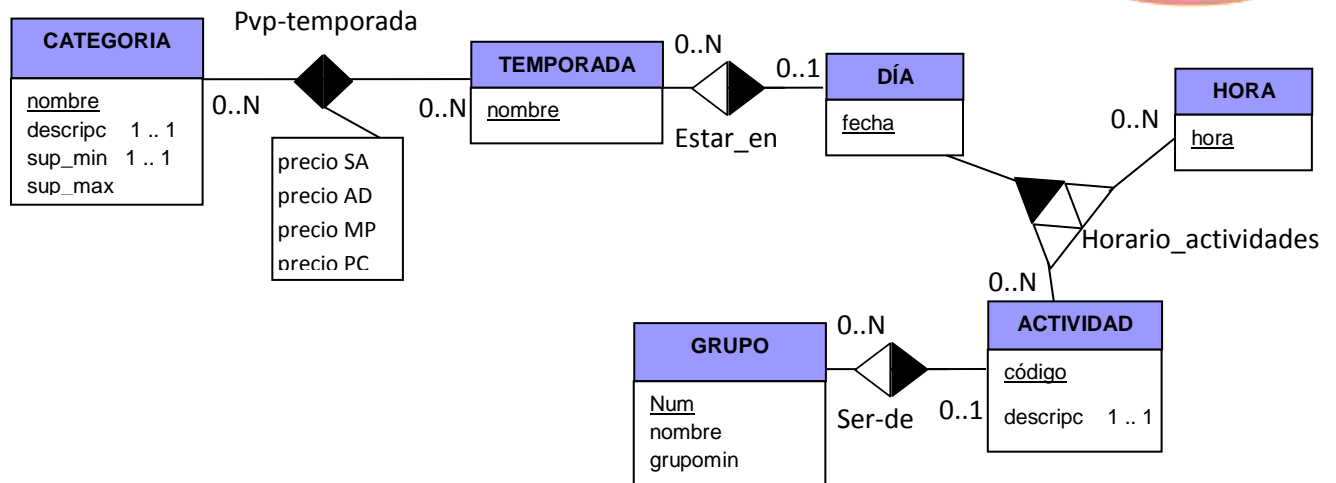 Pvp-temporada
CATEGORIA
nombre
descripc 1 .. 1
sup_min 1 .. 1
sup_max
0..N
0..N
precio SA
precio AD
precio MP
precio PC
TEMPORADA
nombre
0..N
0..1
Estar_en
DÍA
fecha
HORA
hora
0..N
Horario_actividades
0..N
GRUPO
Num
nombre
grupomin
0..N
Ser-de
0..1
ACTIVIDAD
código
descripc 1 .. 1